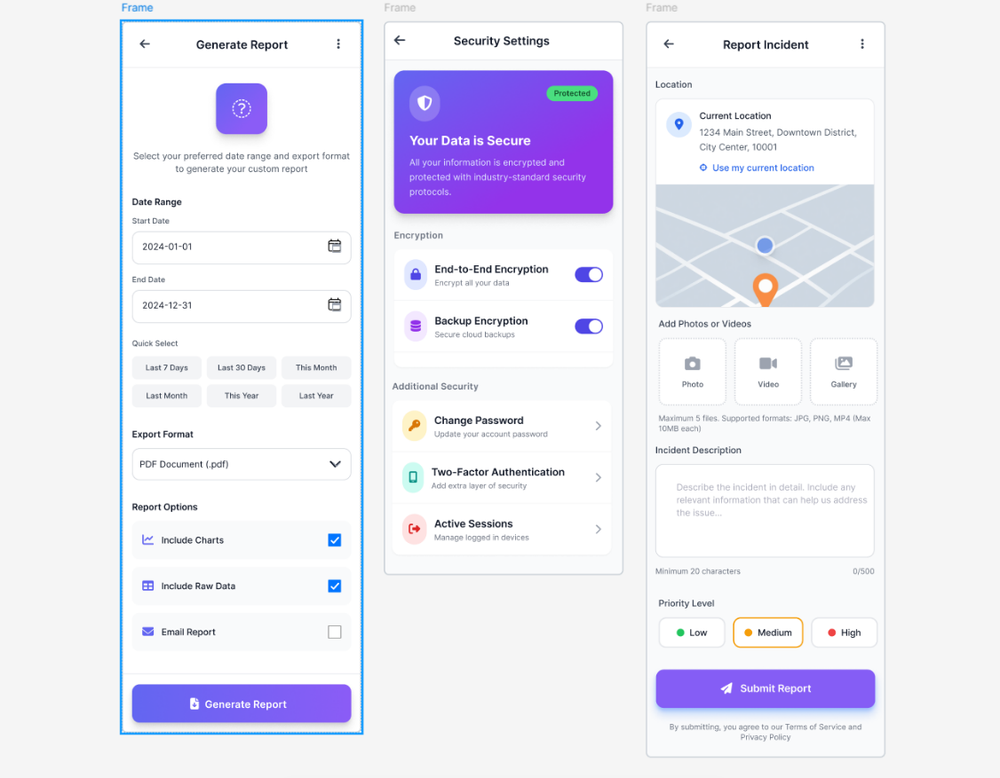 Frame
Generate Report
?
Select your preferred date range and export format
to generate your custom report
Date Range
Start Date
2024-01-01
End Date
2024-12-31
Quick Select
Last 7 Days
Last 30 Days
This Month
Last Month
This Year
Last Year
Export Format
PDF Document (.pdf)
Report Options
Include Charts
Include Raw Data
Email Report
Generate Report
Frame
Security Settings
Protected
Your Data is Secure
All your information is encrypted and
protected with industry-standard security
protocols.
Encryption
End-to-End Encryption
Encrypt all your data
Backup Encryption
Secure cloud backups
Additional Security
Change Password
Update your account password
Two-Factor Authentication
Add extra layer of security
Active Sessions
Manage logged in devices
Frame
Report Incident
Location
Current Location
1234 Main Street, Downtown District,
City Center, 10001
Use my current location
Add Photos or Videos
Photo
Video
Gallery
Maximum 5 files. Supported formats: JPG, PNG, MP4 (Max
10MB each)
Incident Description
Describe the incident in detail. Include any
relevant information that can help us address
the issue...
Minimum 20 characters
0/500
Priority Level
Low
Medium
High
Submit Report
By submitting, you agree to our Terms of Service and
Privacy Policy